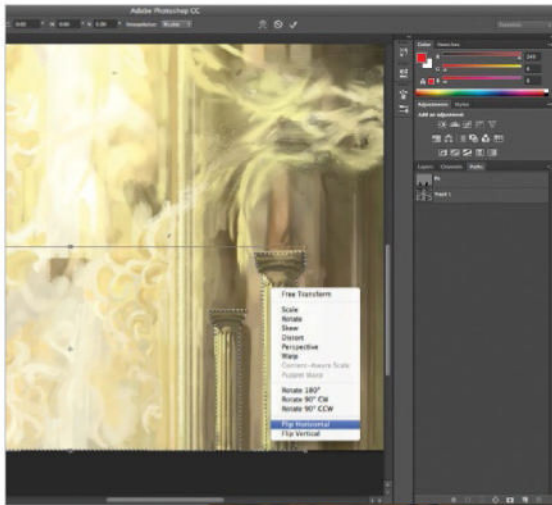 Adobe Photoshop CC
Color
Adjustments Styles
Add an adjustment
Layers Channels Paths
Free Transform
Scale
Rotate
Skew
Distort
Perspective
Warp
Content-Aware Scale
Puppet Warp
Rotate 180°
Rotate 90° CW
Rotate 90° CCW
Flip Horizontal
Flip Vertical